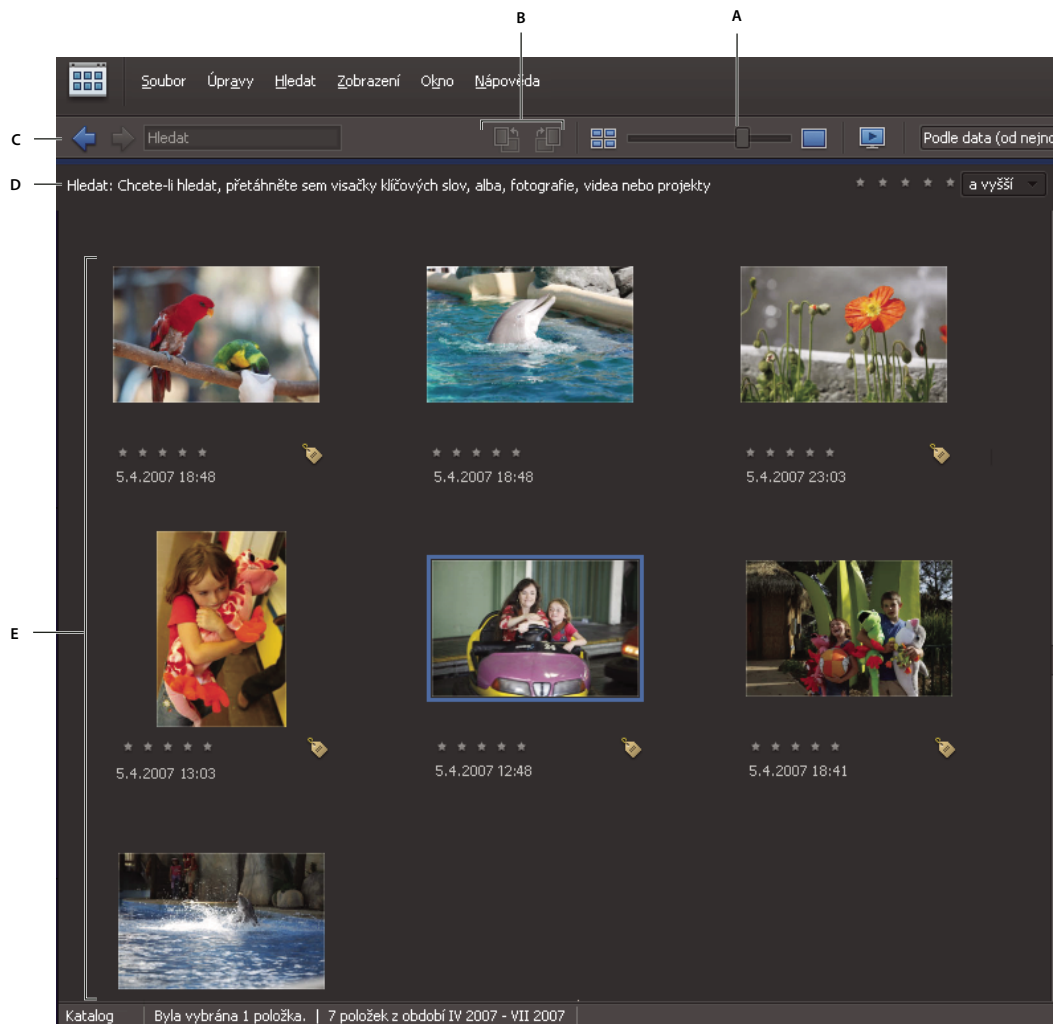 B
A
Soubor Úpravy Hledat Zobrazení Okno Nápověda
C
Hledat
Podle data (od nejno
D
Hledat: Chcete-li hledat, přetáhněte sem visačky klíčových slov, alba, fotografie, videa nebo projekty
a vyšší
5.4.2007 18:48
5.4.2007 18:48
5.4.2007 23:03
E
5.4.2007 13:03
5.4.2007 12:48
5.4.2007 18:41
Katalog
Byla vybrána 1 položka. | 7 položek z období IV 2007 - VII 2007